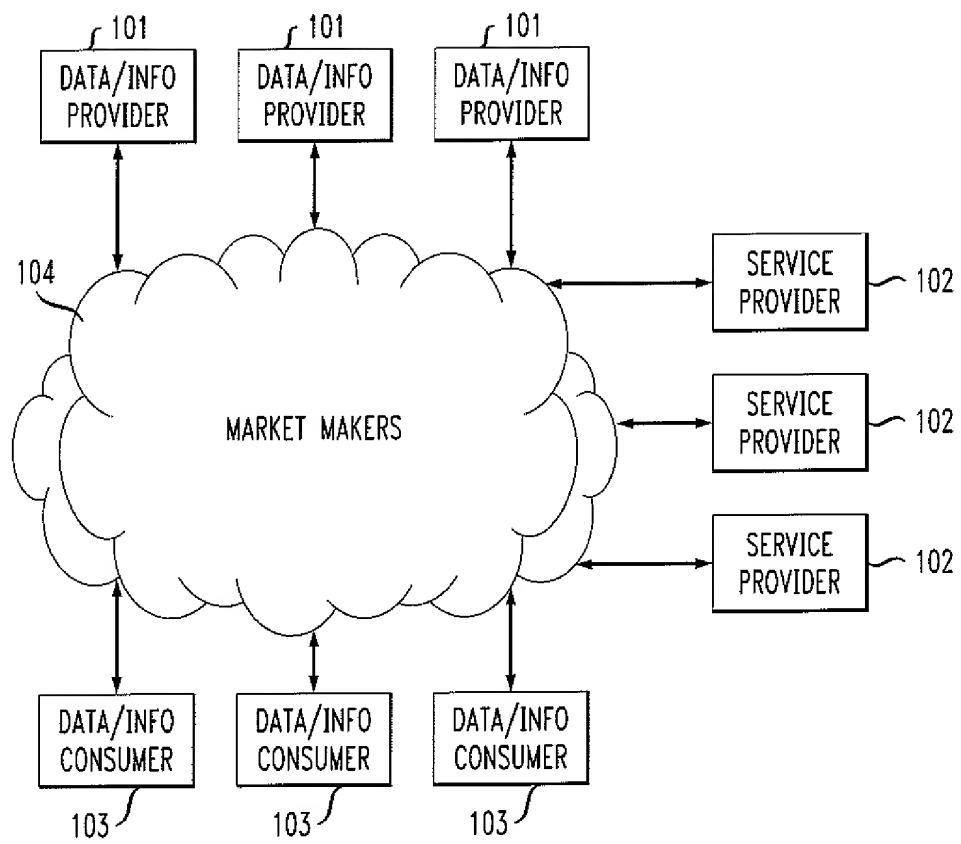 101 101 101
DATA/INFO PROVIDER
DATA/INFO PROVIDER
DATA/INFO PROVIDER
104
SERVICE PROVIDER
102
MARKET MAKERS
SERVICE PROVIDER
102
SERVICE PROVIDER
102
DATA/INFO CONSUMER
DATA/INFO CONSUMER
DATA/INFO CONSUMER
103 103 103